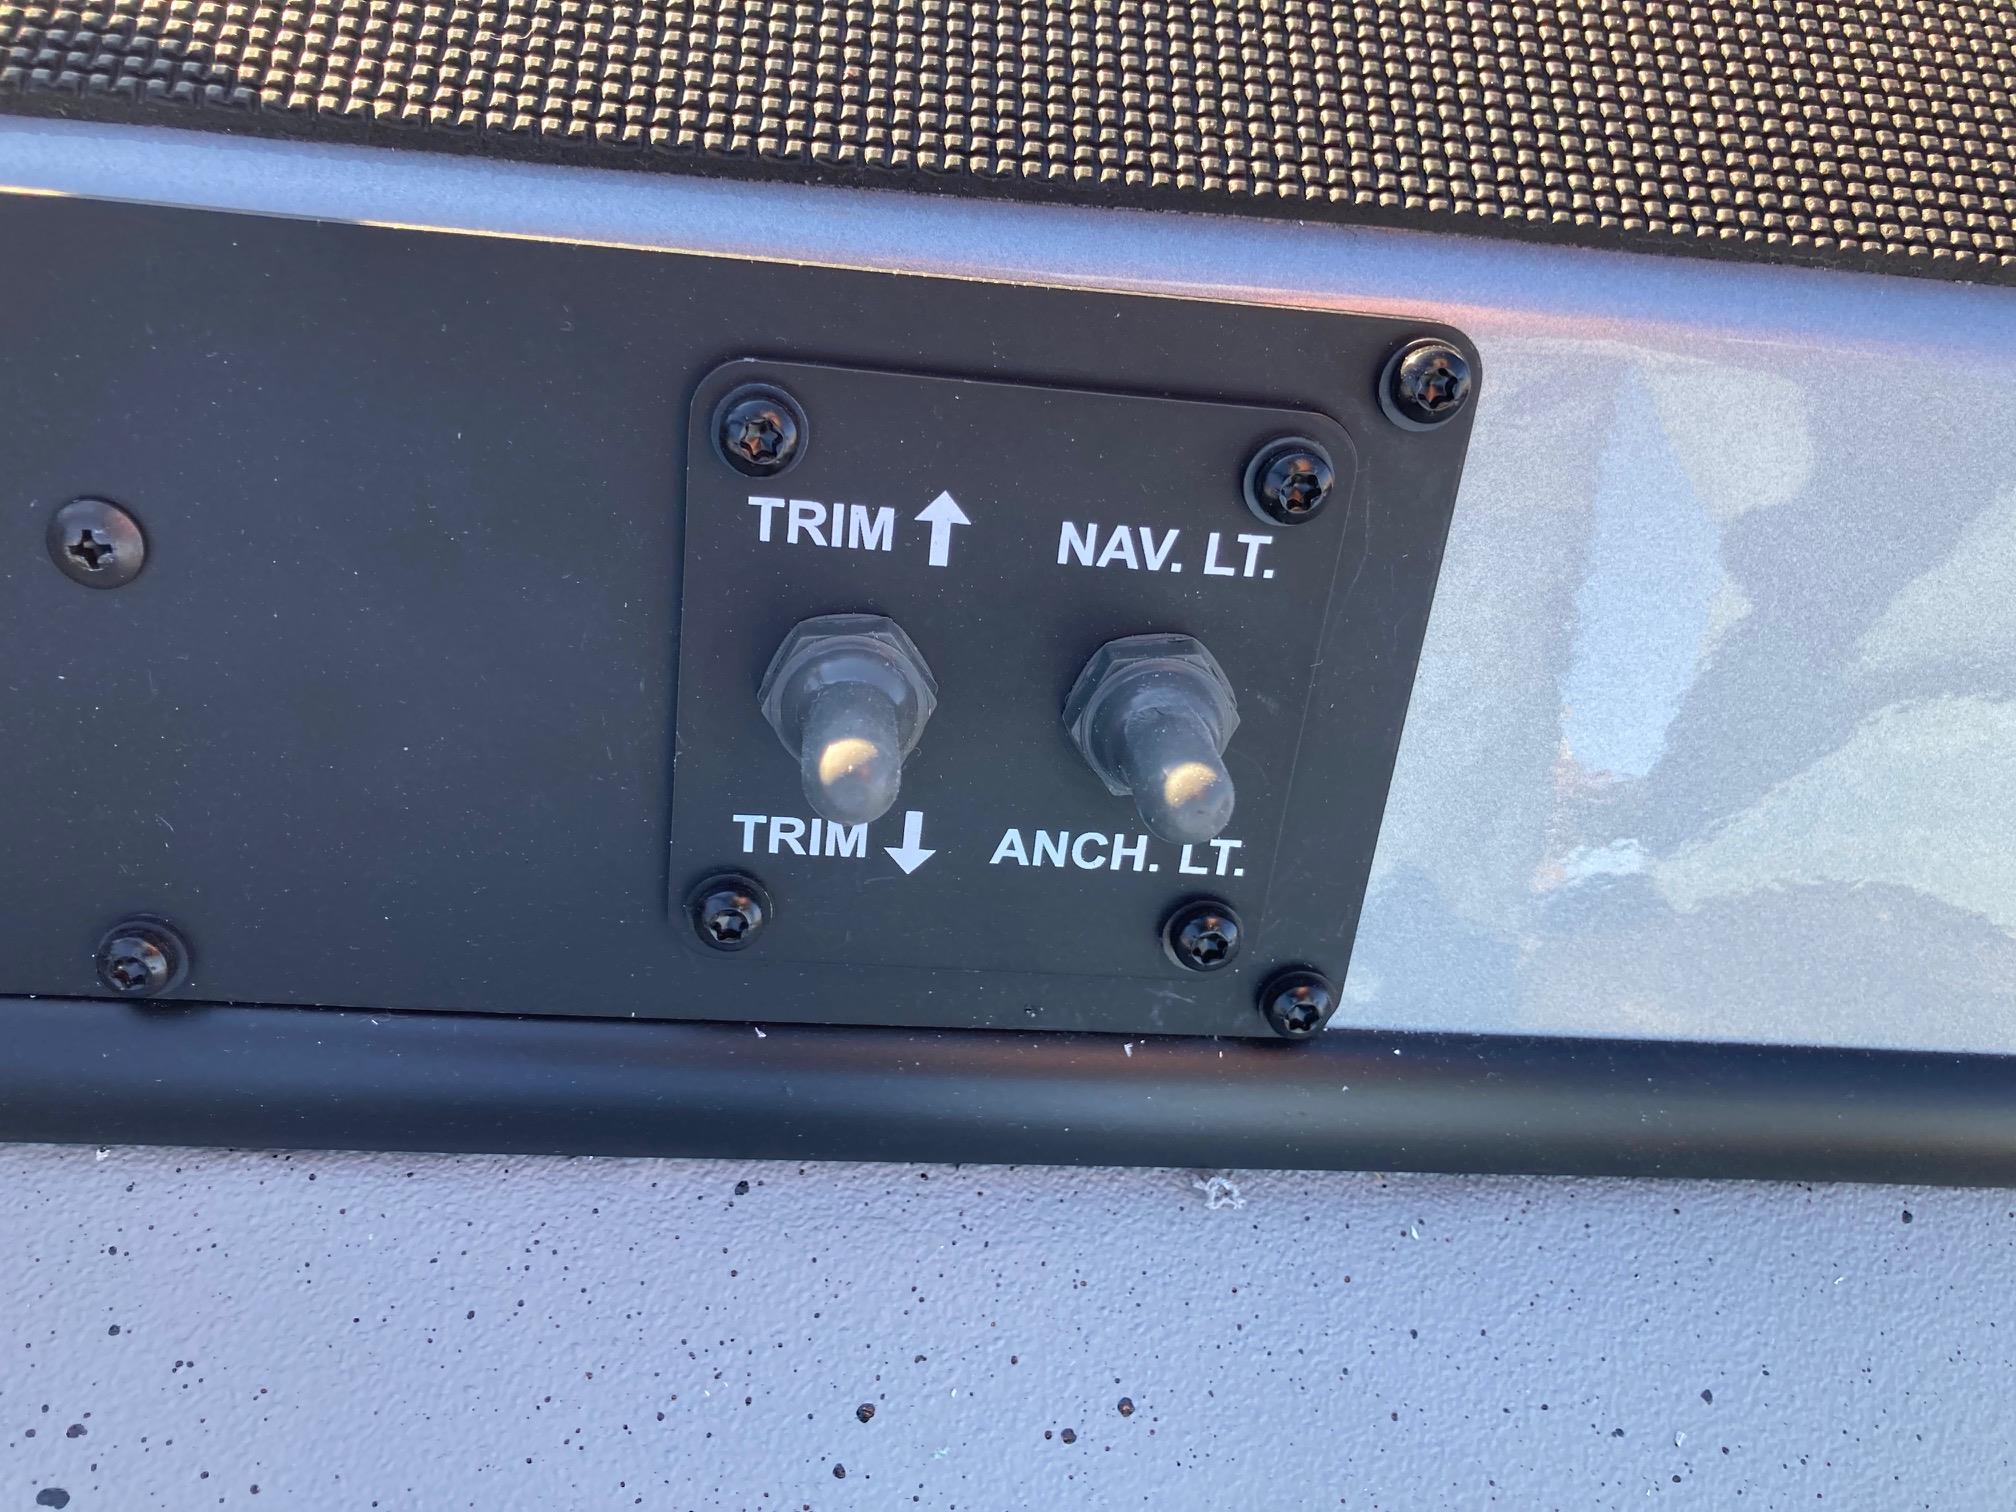 TRIM ↑ NAV. LT.
TRIM ↓ ANCH. LT.